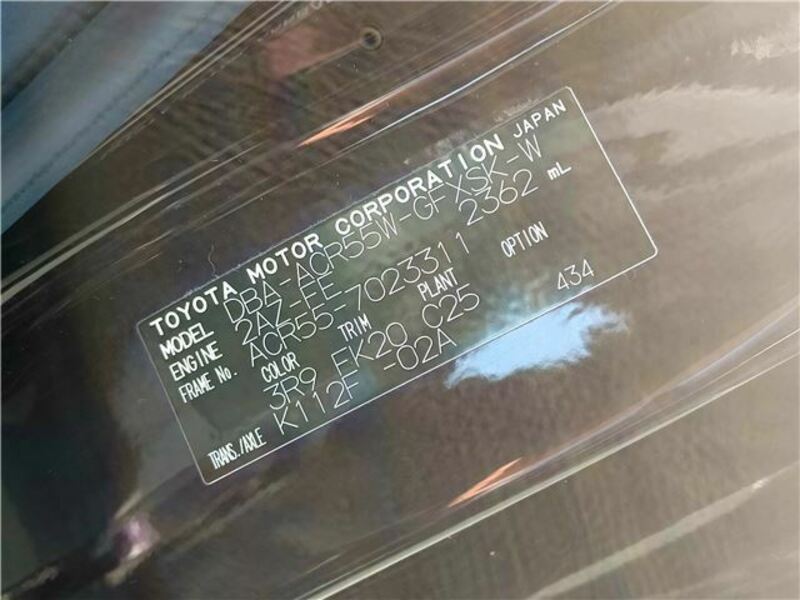 TOYOTA MOTOR CORPORATION JAPAN
MODEL DBA-ACR55W-GFXSK-W
ENGINE 2AZ-FE 2362 mL
FRAME No. ACR55-7023311
COLOR TRIM PLANT OPTION
3R9 FK20 C25 434
TRANS./AXLE K112F -02A